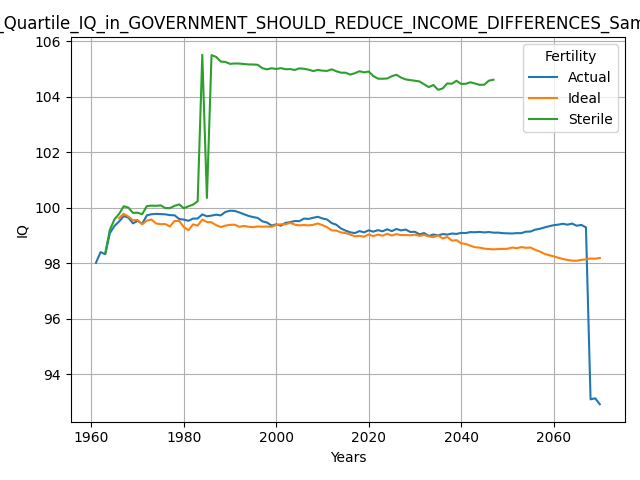 _Quartile_IQ_in_GOVERNMENT_SHOULD_REDUCE_INCOME_DIFFERENCES_Sam
106
104
102
100
98
96
94
IQ
1960
1980
2000
2020
2040
2060
Years
Fertility
Actual
Ideal
Sterile